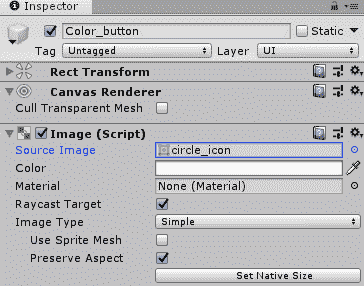 Inspector
Color_button Static
Tag Untagged Layer UI
Rect Transform
Canvas Renderer
Cull Transparent Mesh
Image (Script)
Source Image circle_icon
Color
Material None (Material)
Raycast Target
Image Type Simple
Use Sprite Mesh
Preserve Aspect
Set Native Size